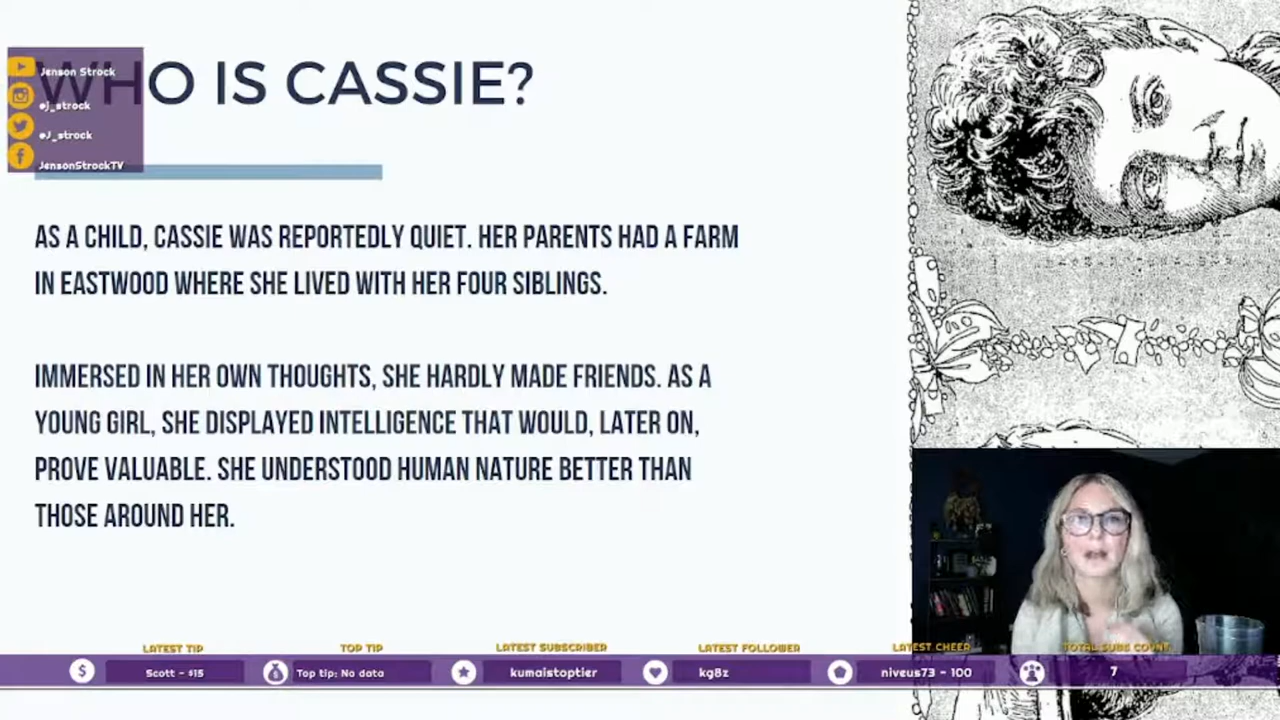 WHO IS CASSIE?
Jenson Strock
@j_strock
@J_strock
JensonStrockTV
AS A CHILD, CASSIE WAS REPORTEDLY QUIET. HER PARENTS HAD A FARM
IN EASTWOOD WHERE SHE LIVED WITH HER FOUR SIBLINGS.
IMMERSED IN HER OWN THOUGHTS, SHE HARDLY MADE FRIENDS. AS A
YOUNG GIRL, SHE DISPLAYED INTELLIGENCE THAT WOULD, LATER ON,
PROVE VALUABLE. SHE UNDERSTOOD HUMAN NATURE BETTER THAN
THOSE AROUND HER.
LATEST TIP TOP TIP LATEST SUBSCRIBER LATEST FOLLOWER LATEST CHEER TOTAL SUBS COUNT
Scott - $15 Top tip: No data kumaistoptier kg8z niveus73 - 100 7